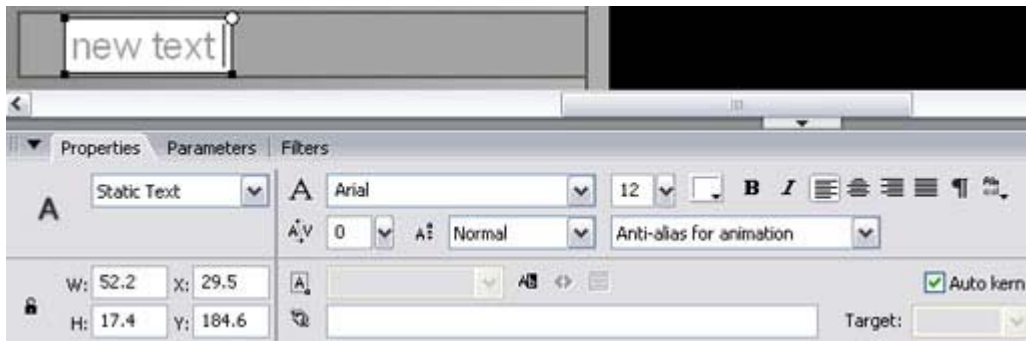 new text
Properties Parameters Filters
Static Text A Arial 12 B I
A
A V 0 A Normal Anti-alias for animation
W: 52.2 X: 29.5 A Auto kern
H: 17.4 Y: 184.6 Target: